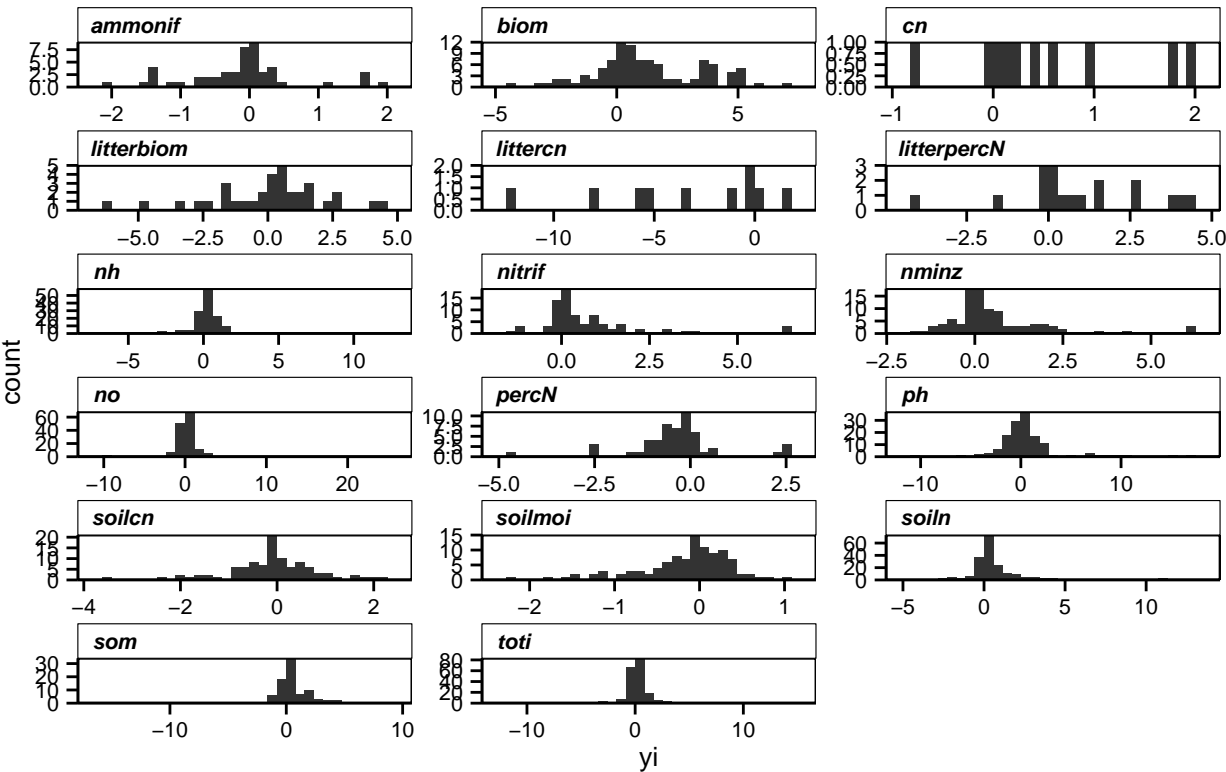 ammonif
biom
cn
7.5
5.0
2.5
0.0
−2 −1 0 1 2
12
9
6
3
0
−5 0 5
1.00
0.75
0.50
0.25
0.00
−1 0 1 2
litterbiom
littercn
litterpercN
5
4
3
2
1
0
−5.0 −2.5 0.0 2.5 5.0
2.0
1.5
1.0
0.5
0.0
−10 −5 0
3
2
1
0
−2.5 0.0 2.5 5.0
nh
nitrif
nminz
50
40
30
20
10
0
−5 0 5 10
15
10
5
0
0.0 2.5 5.0
15
10
5
0
−2.5 0.0 2.5 5.0
count
no
percN
ph
60
40
20
0
−10 0 10 20
10.0
7.5
5.0
2.5
0.0
−5.0 −2.5 0.0 2.5
30
20
10
0
−10 0 10
soilcn
soilmoi
soiln
20
15
10
5
0
−4 −2 0 2
15
10
5
0
−2 −1 0 1
60
40
20
0
−5 0 5 10
som
toti
30
20
10
0
−10 0 10
80
60
40
20
0
−10 0 10
yi